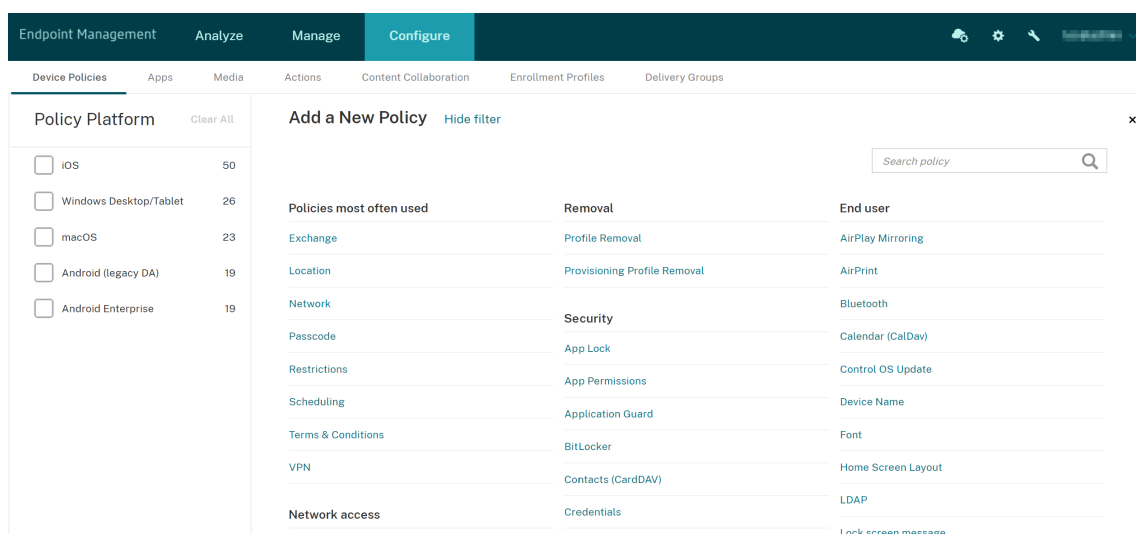 Endpoint Management Analyze Manage Configure
Device Policies Apps Media Actions Content Collaboration Enrollment Profiles Delivery Groups
Policy Platform Clear All
iOS 50
Windows Desktop/Tablet 26
macOS 23
Android (legacy DA) 19
Android Enterprise 19
Add a New Policy Hide filter
×
Search policy
Policies most often used
Exchange
Location
Network
Passcode
Restrictions
Scheduling
Terms & Conditions
VPN
Network access
Removal
Profile Removal
Provisioning Profile Removal
Security
App Lock
App Permissions
Application Guard
BitLocker
Contacts (CardDAV)
Credentials
End user
AirPlay Mirroring
AirPrint
Bluetooth
Calendar (CalDav)
Control OS Update
Device Name
Font
Home Screen Layout
LDAP
Lock screen message